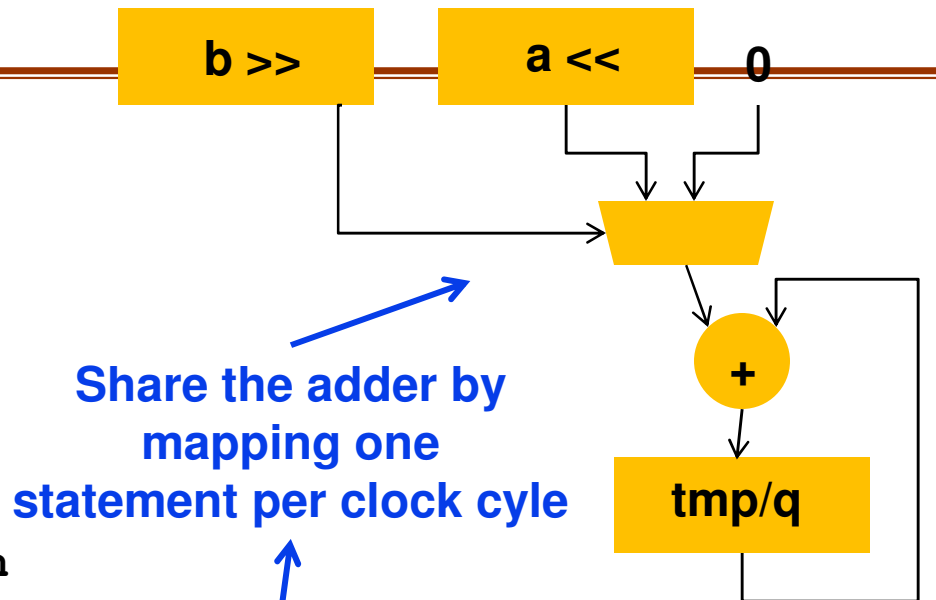 b >>
a <<
0
+
Share the adder by
mapping one
statement per clock cyle
tmp/q